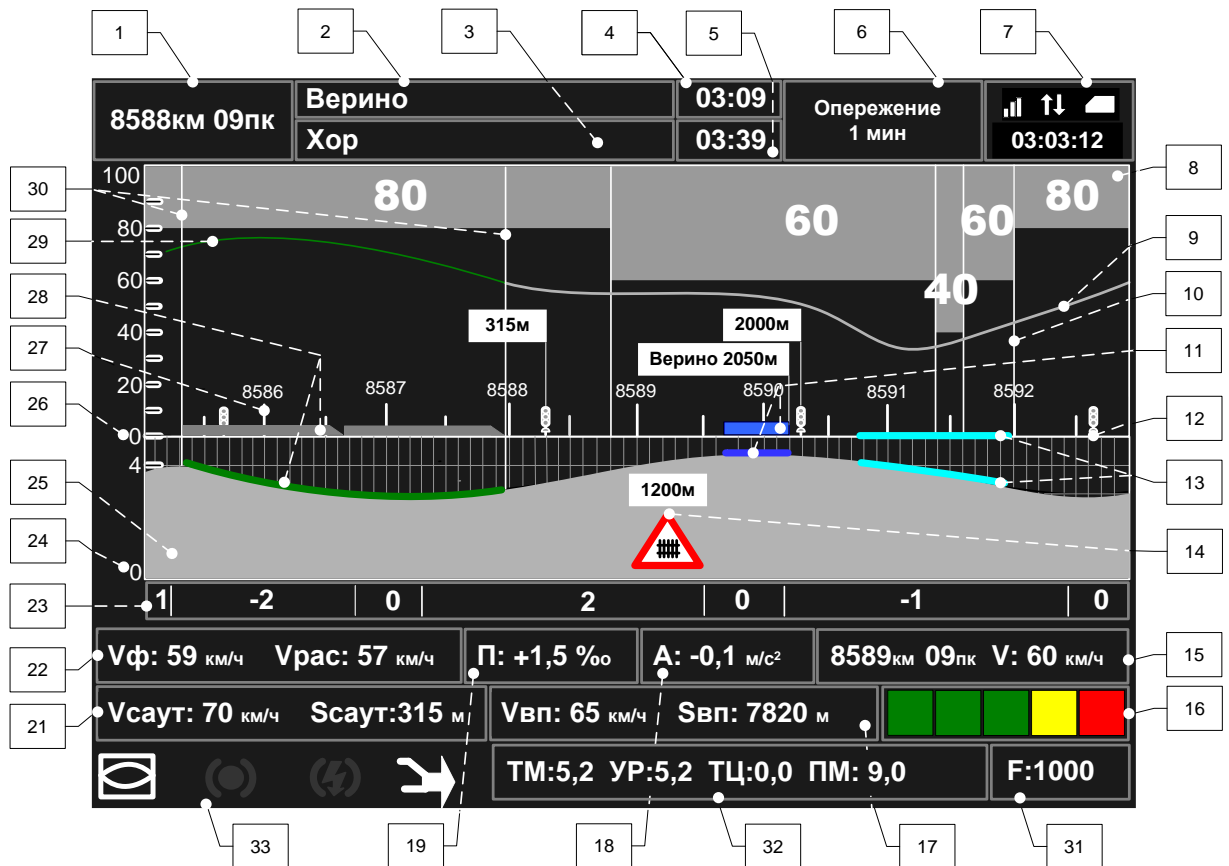 1 2 3 4 5 6 7
8588км 09пк
Верино 03:09
Хор 03:39
Опережение
1 мин
03:03:12
30
29
28
27
26
25
24
23
22
21
8
9
10
11
12
13
14
15
16
100
80
60
40
20
0
4
0
80 60 40 60 80
315м
2000м
Верино 2050м
8586 8587 8588 8589 8590 8591 8592
1200м
1 -2 0 2 0 -1 0
Vф: 59 км/ч Vрас: 57 км/ч
П: +1,5 ‰
А: -0,1 м/с²
8589км 09пк V: 60 км/ч
Vсаут: 70 км/ч Sсаут:315 м
Vвп: 65 км/ч Sвп: 7820 м
ТМ:5,2 УР:5,2 ТЦ:0,0 ПМ: 9,0
F:1000
33 19 18 32 17 31